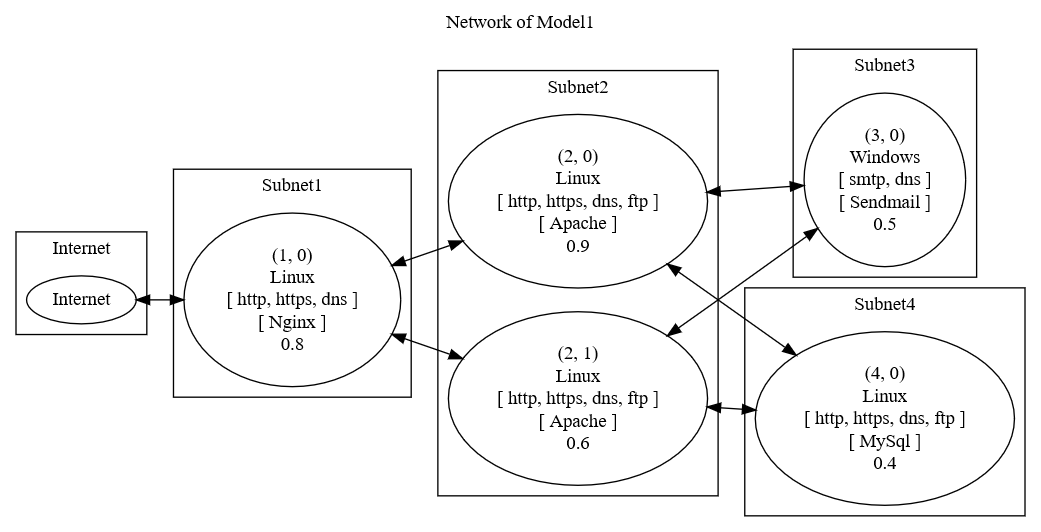 Network of Model1
Internet
Internet
Subnet1
(1, 0)
Linux
[ http, https, dns ]
[ Nginx ]
0.8
Subnet2
(2, 0)
Linux
[ http, https, dns, ftp ]
[ Apache ]
0.9
(2, 1)
Linux
[ http, https, dns, ftp ]
[ Apache ]
0.6
Subnet3
(3, 0)
Windows
[ smtp, dns ]
[ Sendmail ]
0.5
Subnet4
(4, 0)
Linux
[ http, https, dns, ftp ]
[ MySql ]
0.4